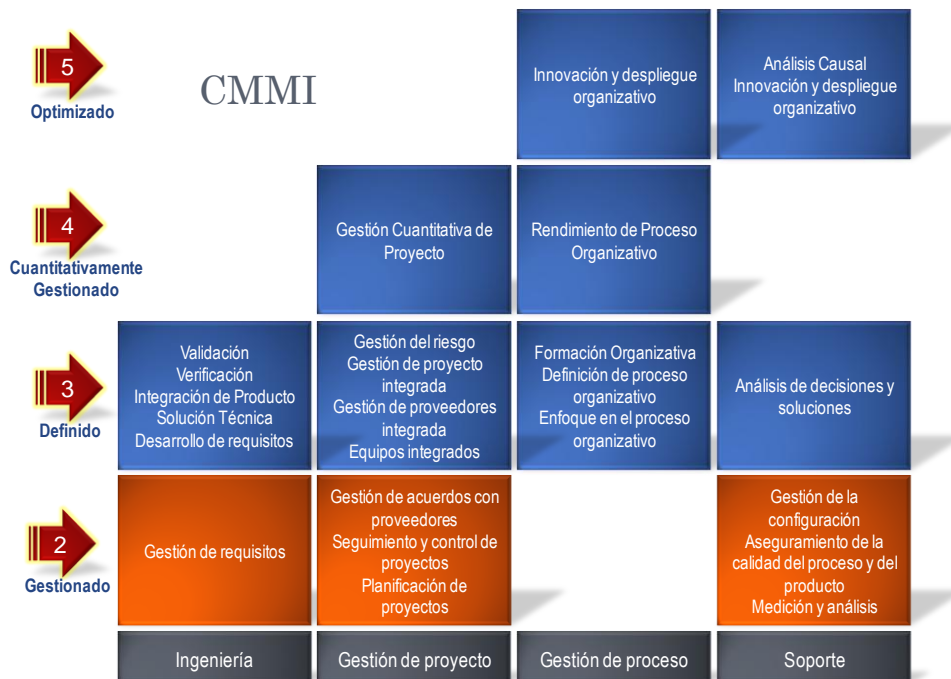 5
Optimizado
CMMI
Innovación y despliegue
organizativo
Análisis Causal
Innovación y despliegue
organizativo
4
Cuantitativamente
Gestionado
Gestión Cuantitativa de
Proyecto
Rendimiento de Proceso
Organizativo
3
Definido
Validación
Verificación
Integración de Producto
Solución Técnica
Desarrollo de requisitos
Gestión del riesgo
Gestión de proyecto
integrada
Gestión de proveedores
integrada
Equipos integrados
Formación Organizativa
Definición de proceso
organizativo
Enfoque en el proceso
organizativo
Análisis de decisiones y
soluciones
2
Gestionado
Gestión de requisitos
Gestión de acuerdos con
proveedores
Seguimiento y control de
proyectos
Planificación de
proyectos
Gestión de la
configuración
Aseguramiento de la
calidad del proceso y del
producto
Medición y análisis
Ingeniería
Gestión de proyecto
Gestión de proceso
Soporte